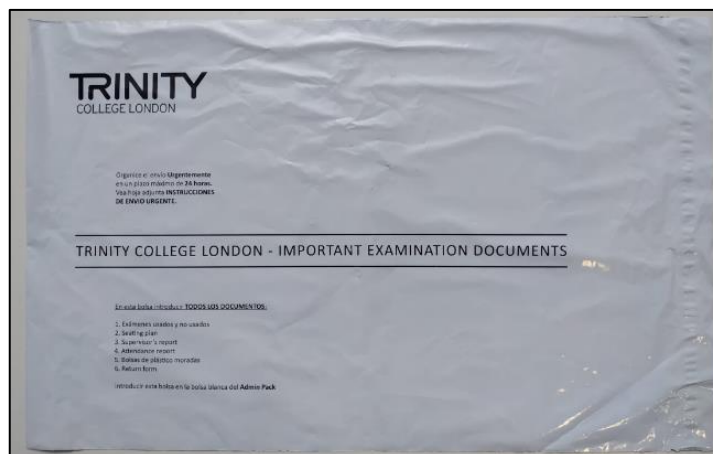 TRINITY
COLLEGE LONDON
Organice el envío Urgentemente
en un plazo máximo de 24 horas.
Vea hoja adjunta INSTRUCCIONES
DE ENVIO URGENTE.
TRINITY COLLEGE LONDON - IMPORTANT EXAMINATION DOCUMENTS
En esta bolsa introducir TODOS LOS DOCUMENTOS:
1. Exámenes usados y no usados
2. Seating plan
3. Supervisor's report
4. Attendance report
5. Bolsas de plástico moradas
6. Return form
Introducir esta bolsa en la bolsa blanca del Admin Pack